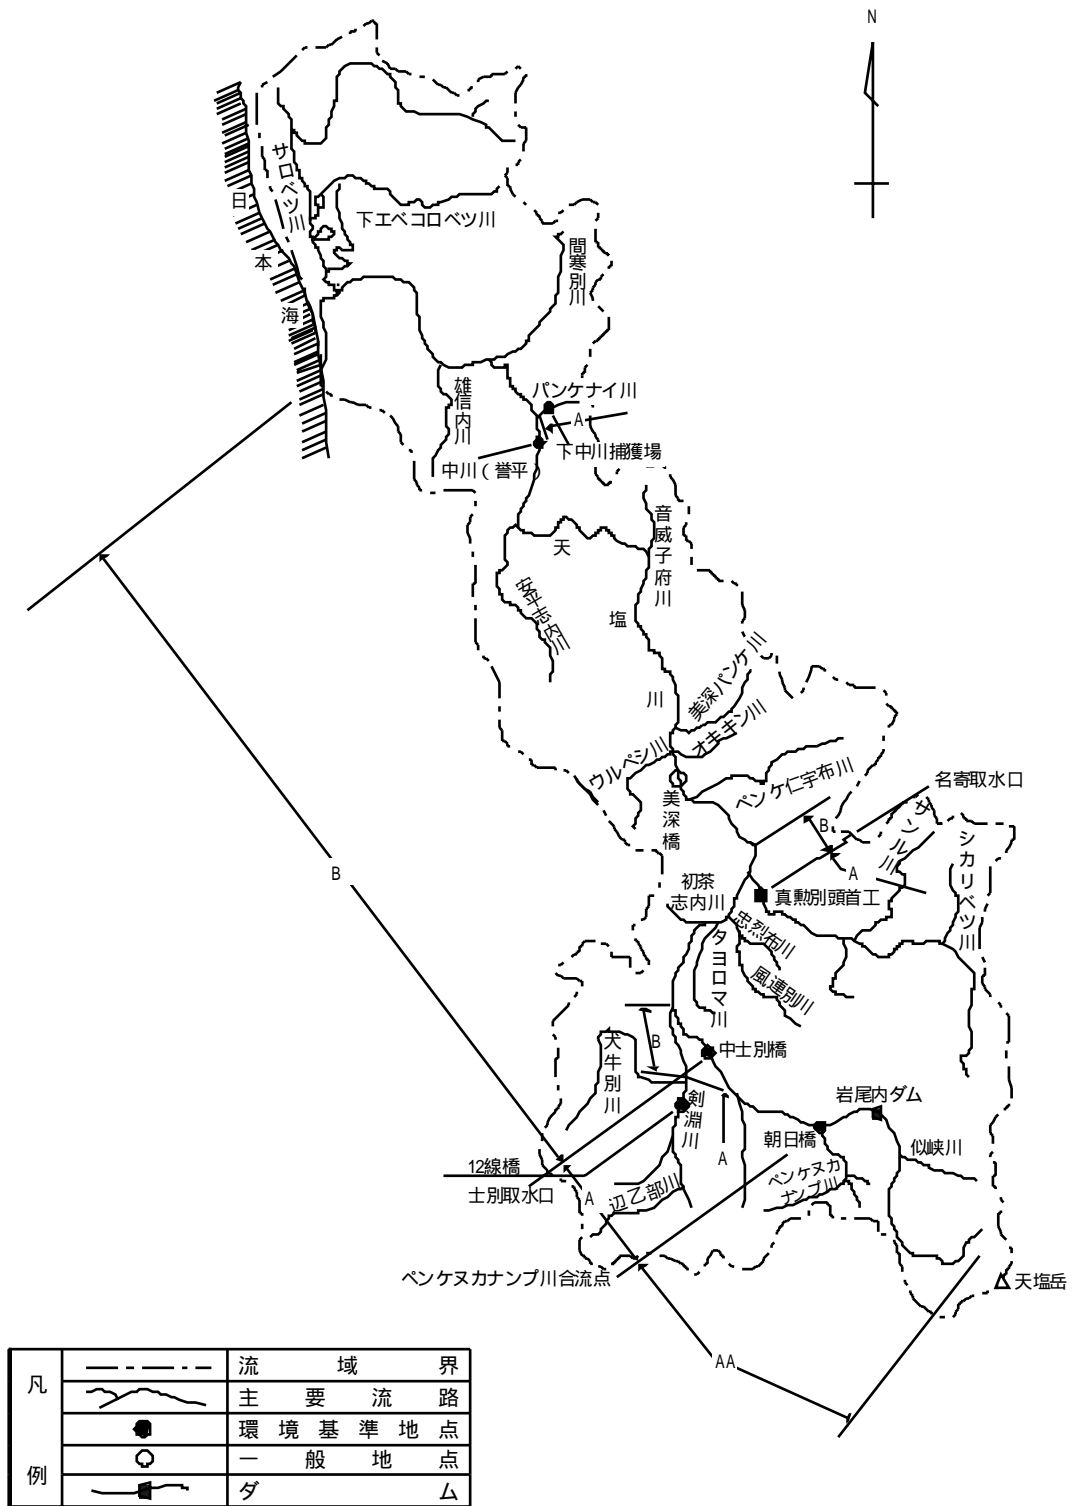 N
サロベツ川
日本海
下エベコロベツ川
問寒別川
雄信内川
パンケナイ川
A
下中川捕獲場
中川(誉平)
音威子府川
天塩川
安平志内川
美深パンケ川
オキキン川
ウルペシ川
ペンケ仁宇布川
美深橋
名寄取水口
サンル川
シカリベツ川
B
A
真勲別頭首工
初茶
志内川
忠烈布川
タヨロマ川
風連別川
B
犬牛別川
B
中士別橋
剣淵川
岩尾内ダム
朝日橋
似峡川
A
ペンケヌカ
ナンプ川
12線橋
士別取水口
A
辺乙部川
ペンケヌカナンプ川合流点
天塩岳
AA
凡例
流域界
主要流路
環境基準地点
一般地点
ダム